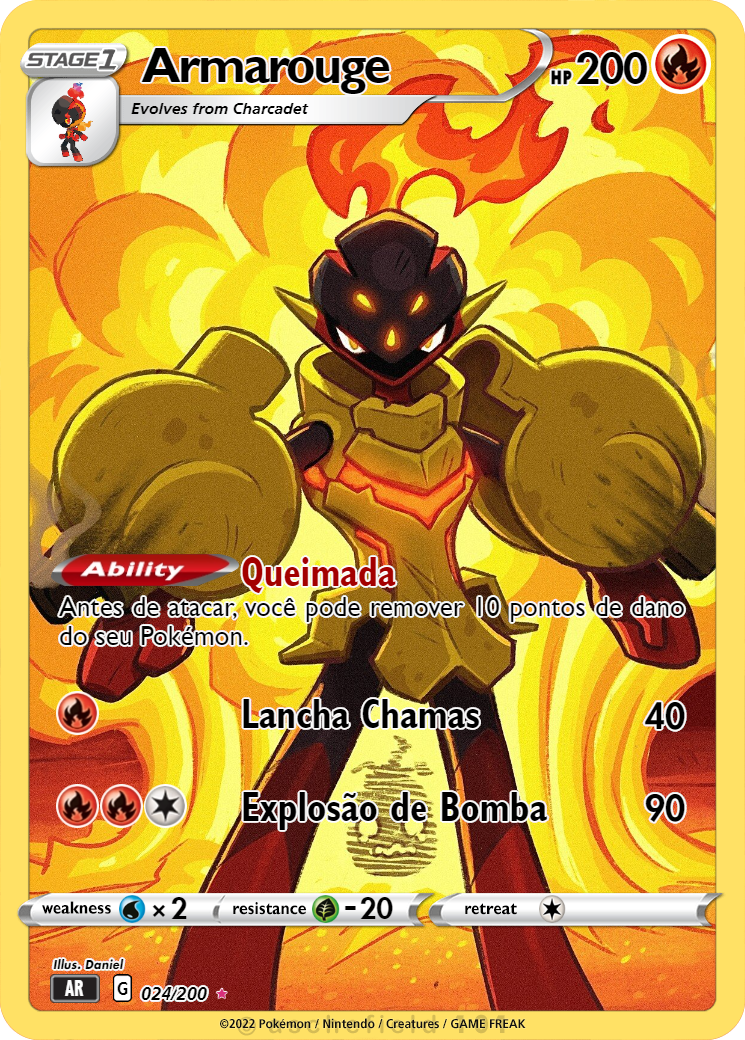 STAGE1
Armarouge
HP 200
Evolves from Charcadet
Ability Queimada
Antes de atacar, você pode remover 10 pontos de dano
do seu Pokémon.
Lancha Chamas 40
Explosão de Bomba 90
weakness × 2 resistance -20 retreat
Illus. Daniel
AR G 024/200
©2022 Pokémon / Nintendo / Creatures / GAME FREAK